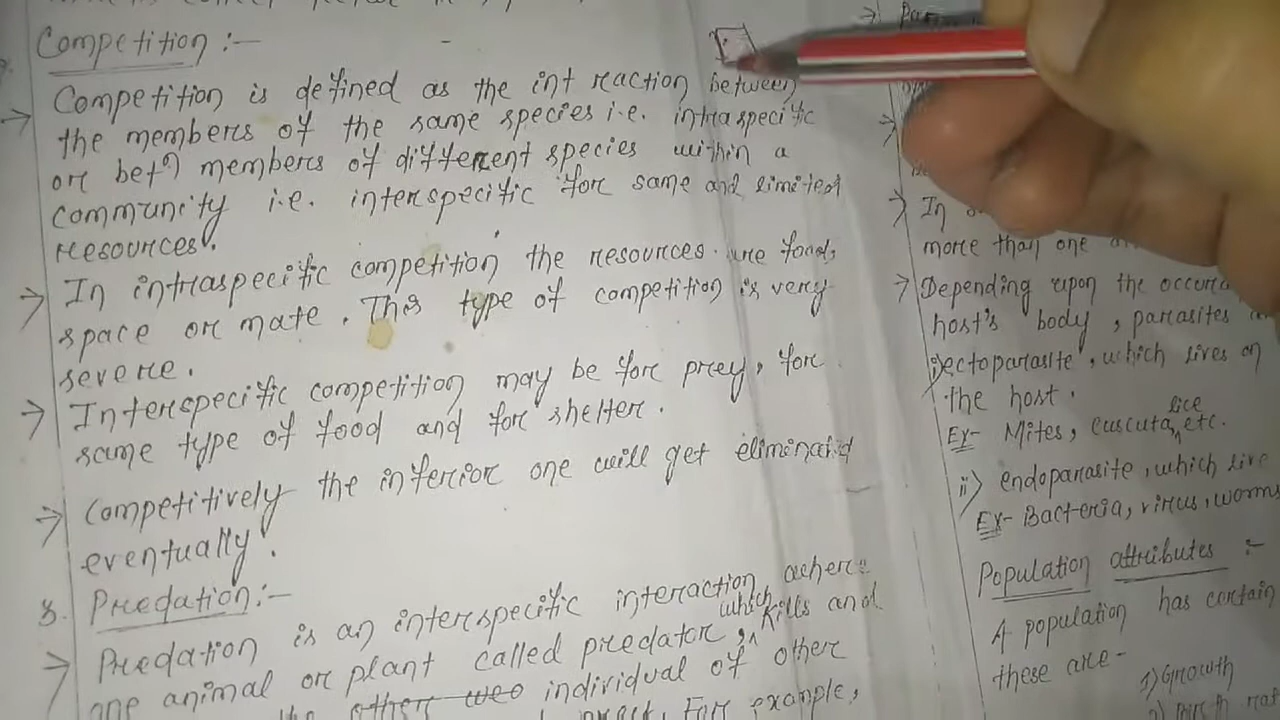 Competition :-
→ Competition is defined as the interaction between
the members of the same species i.e. intraspecific
or betn members of different species within a
community i.e. interspecific for same and limited
resources.
→ In intraspecific competition the resources are food,
space or mate. This type of competition is very
severe.
→ Interspecific competition may be for prey, for
same type of food and for shelter.
→ Competitively the inferior one will get eliminated
eventually.
3. Predation :-
→ Predation is an interspecific interaction, where
one animal or plant called predator, which kills and
individual of other
For example,
→
→
→ In
more than one
→ Depending upon the
host's body, parasites
i) ectoparasite, which lives on
the host.
Ex- Mites, cuscuta, lice etc.
ii) endoparasite, which live
Ex- Bacteria, virus, worms
Population attributes :-
A population has certain
these are-
1) Growth